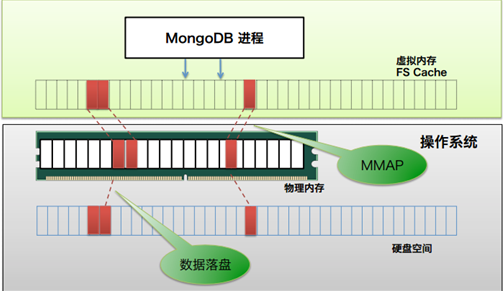 MongoDB 进程
虚拟内存
FS Cache
操作系统
MMAP
物理内存
硬盘空间
数据落盘